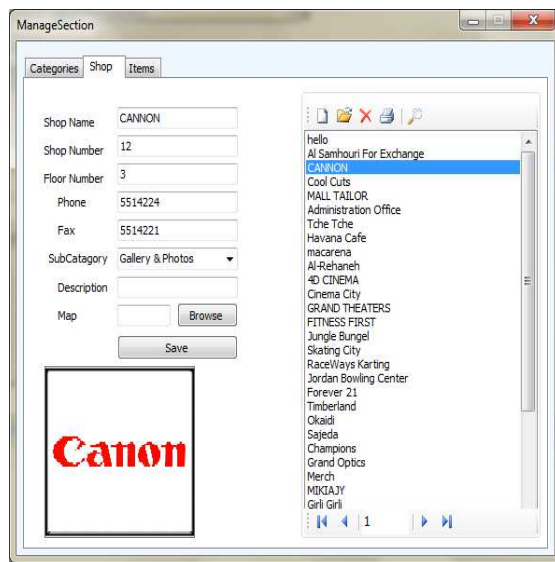 ManageSection
Categories Shop Items
Shop Name CANNON
Shop Number 12
Floor Number 3
Phone 5514224
Fax 5514221
SubCatagory Gallery & Photos
Description
Map Browse
Save
Canon
hello
Al Samhouri For Exchange
CANNON
Cool Cuts
MALL TAILOR
Administration Office
Tche Tche
Havana Cafe
macarena
Al-Rehaneh
4D CINEMA
Cinema City
GRAND THEATERS
FITNESS FIRST
Jungle Bungel
Skating City
RaceWays Karting
Jordan Bowling Center
Forever 21
Timberland
Okaidi
Sajeda
Champions
Grand Optics
Merch
MIKIAJY
Girli Girli
1